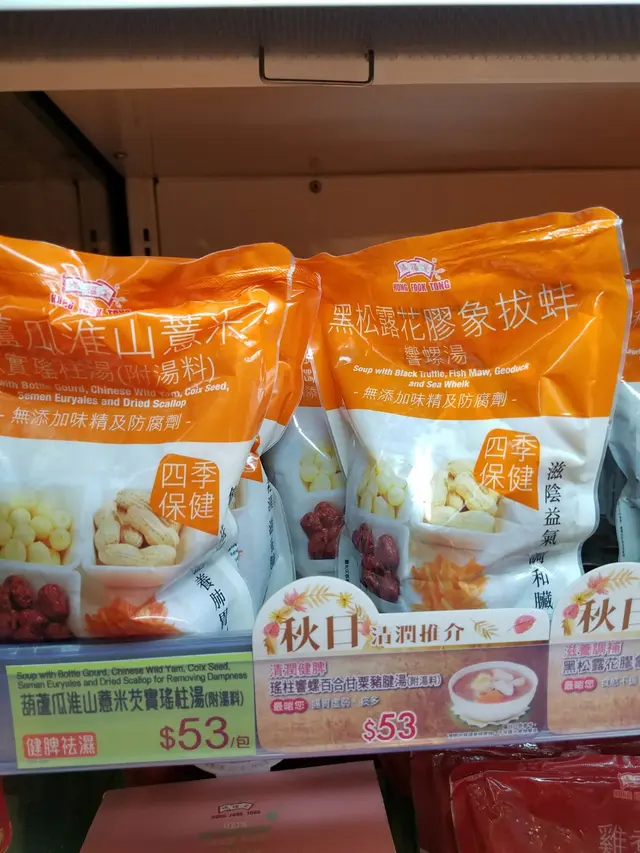 鴻福堂
HUNG FOOK TONG
蘆瓜淮山薏米
實瑤柱湯(附湯料)
with Bottle Gourd, Chinese Wild Yam, Coix Seed,
Semen Euryales and Dried Scallop
- 無添加味精及防腐劑 -
四季
保健
鴻福堂
HUNG FOOK TONG
黑松露花膠象拔蚌
響螺湯
Soup with Black Truffle, Fish Maw, Geoduck
and Sea Whelk
- 無添加味精及防腐劑 -
四季
保健
滋陰益氣 調和臟
Soup with Bottle Gourd, Chinese Wild Yam, Coix Seed,
Semen Euryales and Dried Scallop for Removing Dampness
葫蘆瓜淮山薏米芡實瑤柱湯(附湯料)
健脾祛濕
$53/包
秋日 清潤推介
清潤健脾
瑤柱響螺百合甘栗豬腱湯(附湯料)
最啱您
$53
秋日
滋養調補
黑松露花膠
最啱您
HUNG FOOK TONG
雞